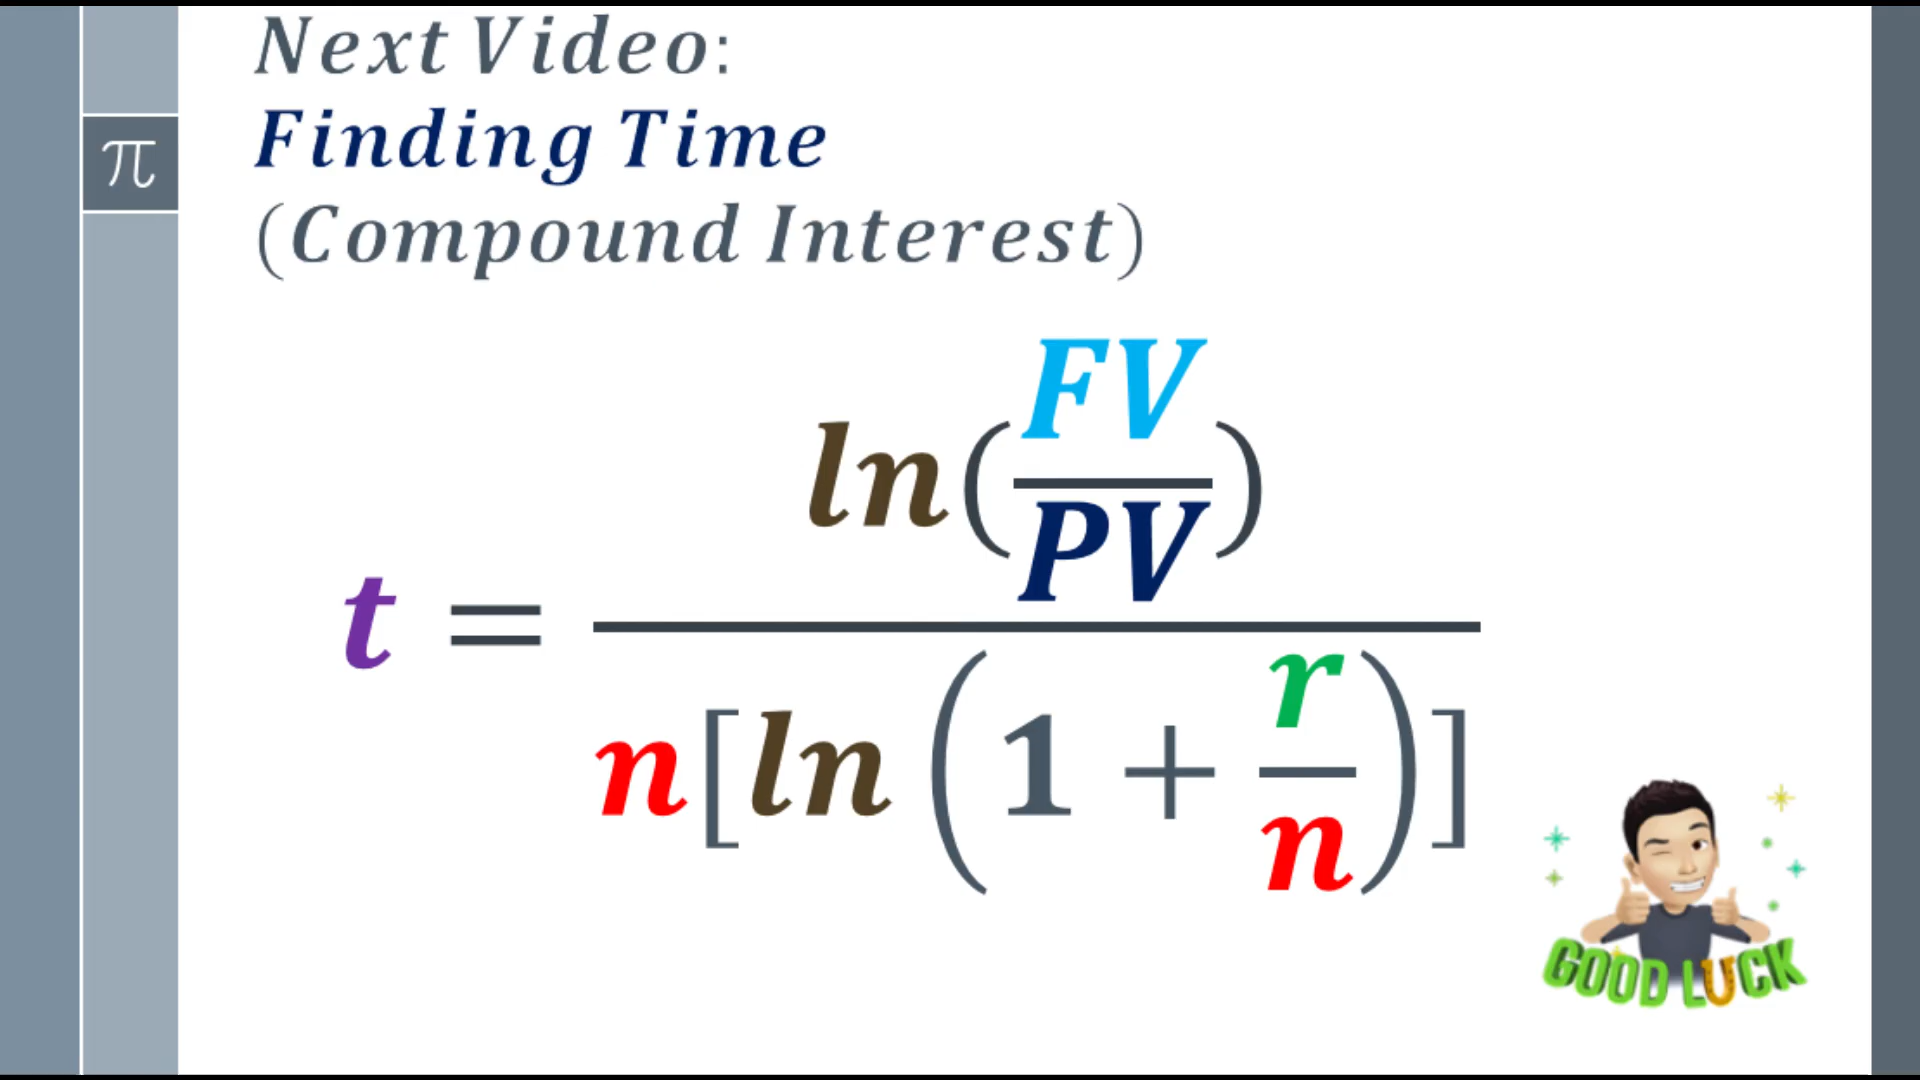 Next Video:
π
Finding Time
(Compound Interest)
t = ln(FV/PV) / n[ln(1 + r/n)]
GOOD LUCK